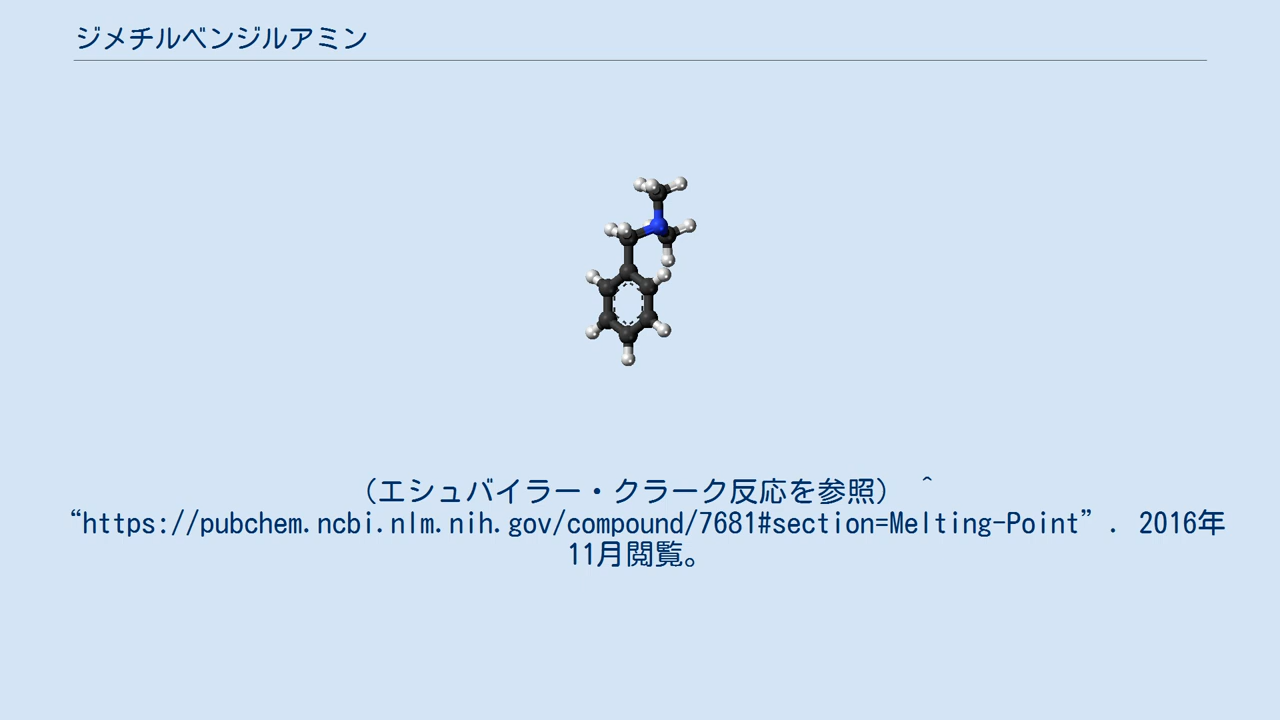 ジメチルベンジルアミン
（エシュバイラー・クラーク反応を参照） ^
“https://pubchem.ncbi.nlm.nih.gov/compound/7681#section=Melting-Point”. 2016年
11月閲覧。